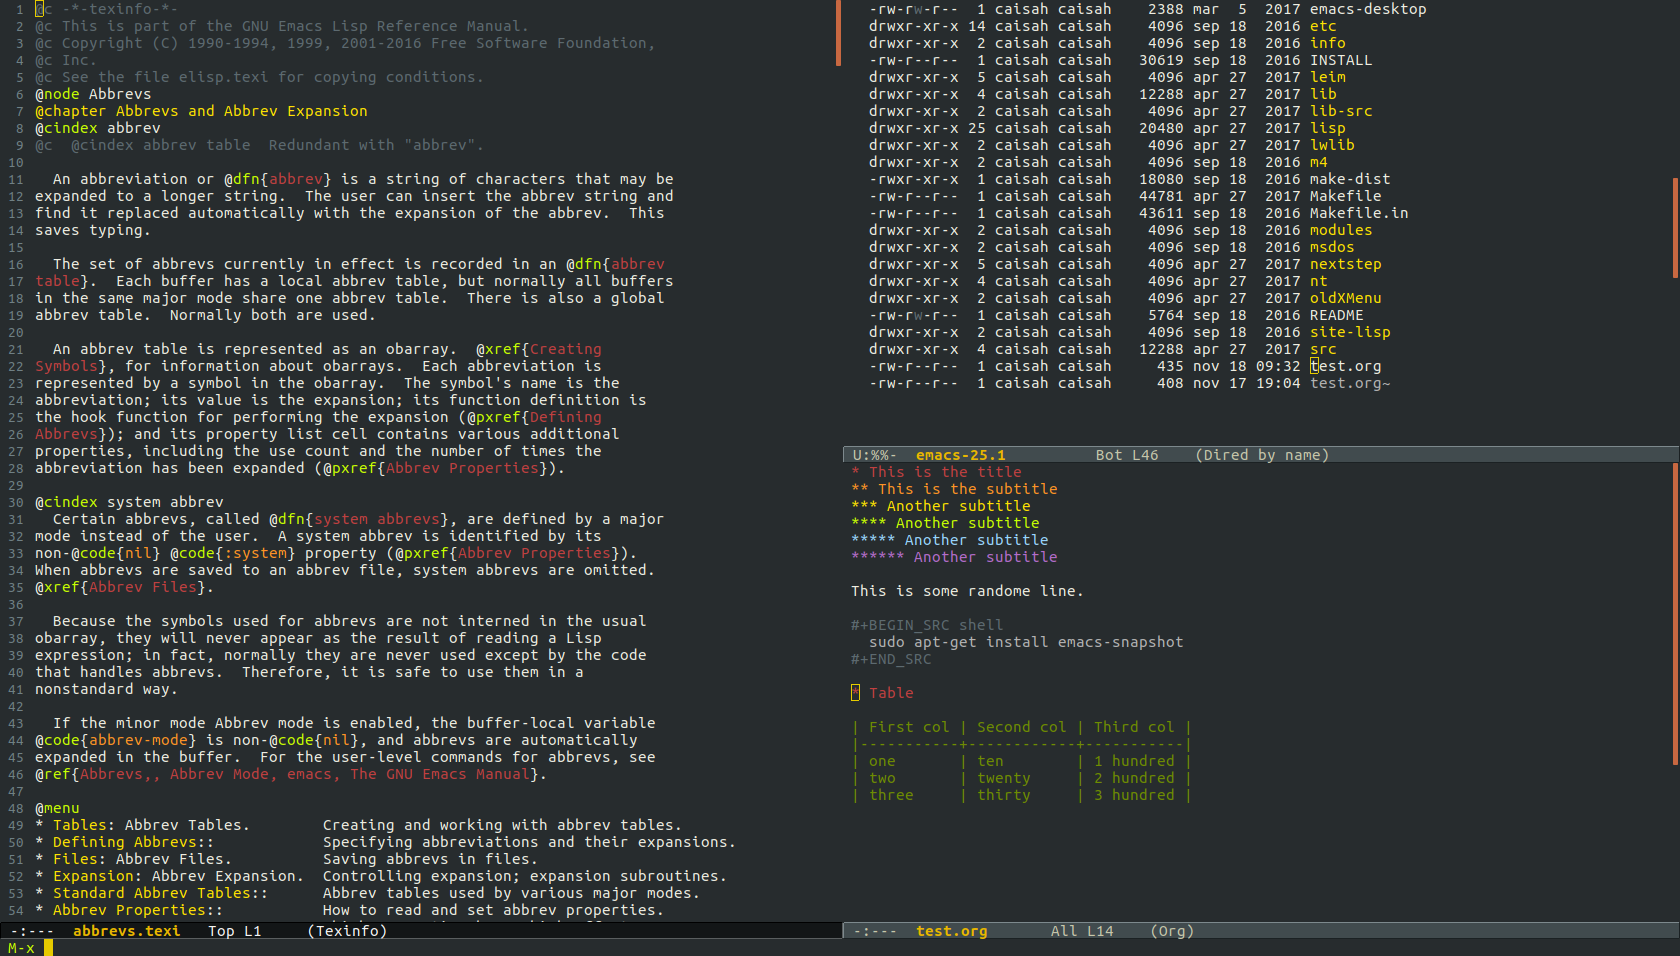 1 @c -*-texinfo-*-
2 @c This is part of the GNU Emacs Lisp Reference Manual.
3 @c Copyright (C) 1990-1994, 1999, 2001-2016 Free Software Foundation,
4 @c Inc.
5 @c See the file elisp.texi for copying conditions.
6 @node Abbrevs
7 @chapter Abbrevs and Abbrev Expansion
8 @cindex abbrev
9 @c  @cindex abbrev table  Redundant with "abbrev".
10
11   An abbreviation or @dfn{abbrev} is a string of characters that may be
12 expanded to a longer string.  The user can insert the abbrev string and
13 find it replaced automatically with the expansion of the abbrev.  This
14 saves typing.
15
16   The set of abbrevs currently in effect is recorded in an @dfn{abbrev
17 table}.  Each buffer has a local abbrev table, but normally all buffers
18 in the same major mode share one abbrev table.  There is also a global
19 abbrev table.  Normally both are used.
20
21   An abbrev table is represented as an obarray.  @xref{Creating
22 Symbols}, for information about obarrays.  Each abbreviation is
23 represented by a symbol in the obarray.  The symbol's name is the
24 abbreviation; its value is the expansion; its function definition is
25 the hook function for performing the expansion (@pxref{Defining
26 Abbrevs}); and its property list cell contains various additional
27 properties, including the use count and the number of times the
28 abbreviation has been expanded (@pxref{Abbrev Properties}).
29
30 @cindex system abbrev
31   Certain abbrevs, called @dfn{system abbrevs}, are defined by a major
32 mode instead of the user.  A system abbrev is identified by its
33 non-@code{nil} @code{:system} property (@pxref{Abbrev Properties}).
34 When abbrevs are saved to an abbrev file, system abbrevs are omitted.
35 @xref{Abbrev Files}.
36
37   Because the symbols used for abbrevs are not interned in the usual
38 obarray, they will never appear as the result of reading a Lisp
39 expression; in fact, normally they are never used except by the code
40 that handles abbrevs.  Therefore, it is safe to use them in a
41 nonstandard way.
42
43   If the minor mode Abbrev mode is enabled, the buffer-local variable
44 @code{abbrev-mode} is non-@code{nil}, and abbrevs are automatically
45 expanded in the buffer.  For the user-level commands for abbrevs, see
46 @ref{Abbrevs,, Abbrev Mode, emacs, The GNU Emacs Manual}.
47
48 @menu
49 * Tables: Abbrev Tables.        Creating and working with abbrev tables.
50 * Defining Abbrevs::            Specifying abbreviations and their expansions.
51 * Files: Abbrev Files.          Saving abbrevs in files.
52 * Expansion: Abbrev Expansion.  Controlling expansion; expansion subroutines.
53 * Standard Abbrev Tables::      Abbrev tables used by various major modes.
54 * Abbrev Properties::           How to read and set abbrev properties.
-:---  abbrevs.texi   Top L1     (Texinfo)
M-x
-rw-rw-r--  1 caisah caisah    2388 mar  5  2017 emacs-desktop
drwxr-xr-x 14 caisah caisah    4096 sep 18  2016 etc
drwxr-xr-x  2 caisah caisah    4096 sep 18  2016 info
-rw-r--r--  1 caisah caisah   30619 sep 18  2016 INSTALL
drwxr-xr-x  5 caisah caisah    4096 apr 27  2017 leim
drwxr-xr-x  4 caisah caisah   12288 apr 27  2017 lib
drwxr-xr-x  2 caisah caisah    4096 apr 27  2017 lib-src
drwxr-xr-x 25 caisah caisah   20480 apr 27  2017 lisp
drwxr-xr-x  2 caisah caisah    4096 apr 27  2017 lwlib
drwxr-xr-x  2 caisah caisah    4096 sep 18  2016 m4
-rwxr-xr-x  1 caisah caisah   18080 sep 18  2016 make-dist
-rw-r--r--  1 caisah caisah   44781 apr 27  2017 Makefile
-rw-r--r--  1 caisah caisah   43611 sep 18  2016 Makefile.in
drwxr-xr-x  2 caisah caisah    4096 sep 18  2016 modules
drwxr-xr-x  2 caisah caisah    4096 sep 18  2016 msdos
drwxr-xr-x  5 caisah caisah    4096 apr 27  2017 nextstep
drwxr-xr-x  4 caisah caisah    4096 apr 27  2017 nt
drwxr-xr-x  2 caisah caisah    4096 apr 27  2017 oldXMenu
-rw-rw-r--  1 caisah caisah    5764 sep 18  2016 README
drwxr-xr-x  2 caisah caisah    4096 sep 18  2016 site-lisp
drwxr-xr-x  4 caisah caisah   12288 apr 27  2017 src
-rw-r--r--  1 caisah caisah     435 nov 18 09:32 test.org
-rw-r--r--  1 caisah caisah     408 nov 17 19:04 test.org~
U:%%-  emacs-25.1          Bot L46    (Dired by name)
* This is the title
** This is the subtitle
*** Another subtitle
**** Another subtitle
***** Another subtitle
****** Another subtitle
This is some randome line.
#+BEGIN_SRC shell
  sudo apt-get install emacs-snapshot
#+END_SRC
* Table
| First col | Second col | Third col |
|-----------+------------+-----------|
| one       | ten        | 1 hundred |
| two       | twenty     | 2 hundred |
| three     | thirty     | 3 hundred |
-:---  test.org       All L14    (Org)